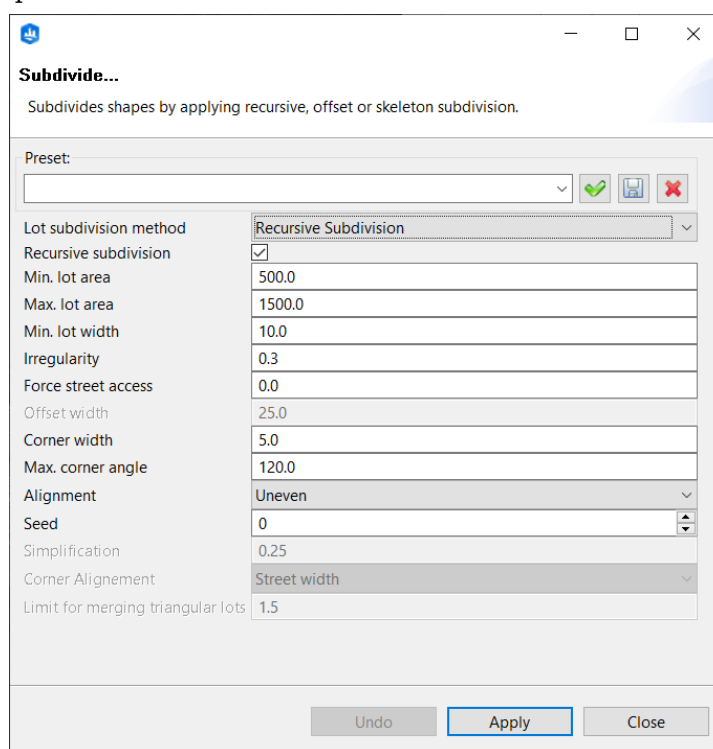 Subdivide...
Subdivides shapes by applying recursive, offset or skeleton subdivision.
Preset:
Lot subdivision method Recursive Subdivision
Recursive subdivision
Min. lot area 500.0
Max. lot area 1500.0
Min. lot width 10.0
Irregularity 0.3
Force street access 0.0
Offset width 25.0
Corner width 5.0
Max. corner angle 120.0
Alignment Uneven
Seed 0
Simplification 0.25
Corner Alignement Street width
Limit for merging triangular lots 1.5
Undo Apply Close